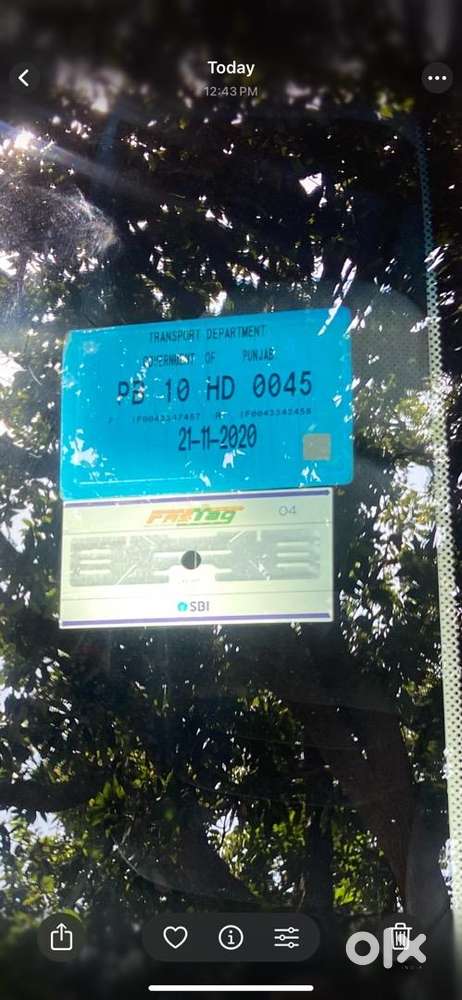 Today
12:43 PM
TRANSPORT DEPARTMENT
GOVERNMENT OF PUNJAB
PB 10 HD 0045
21-11-2020
FASTag 04
SBI
olx
INDIA